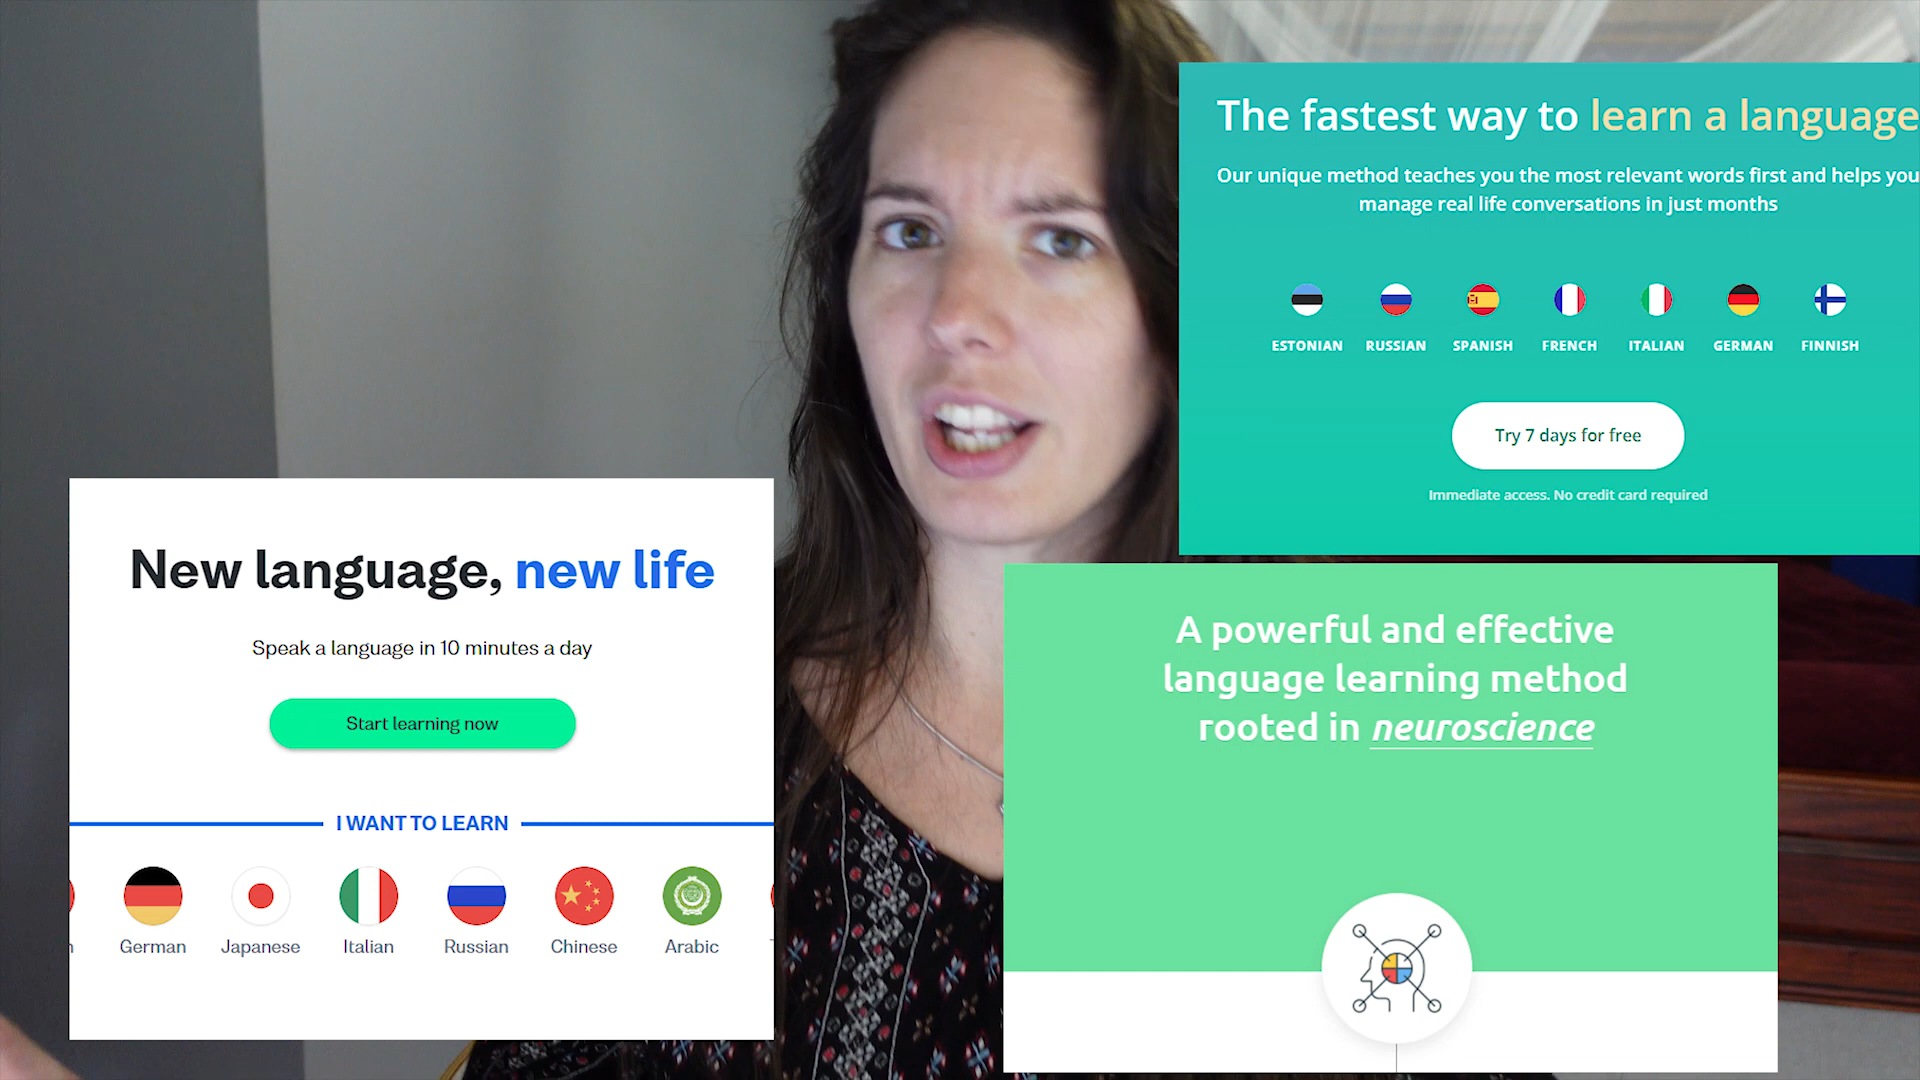 The fastest way to learn a language
Our unique method teaches you the most relevant words first and helps you
manage real life conversations in just months
ESTONIAN RUSSIAN SPANISH FRENCH ITALIAN GERMAN FINNISH
Try 7 days for free
Immediate access. No credit card required
New language, new life
Speak a language in 10 minutes a day
Start learning now
I WANT TO LEARN
German Japanese Italian Russian Chinese Arabic
A powerful and effective
language learning method
rooted in neuroscience